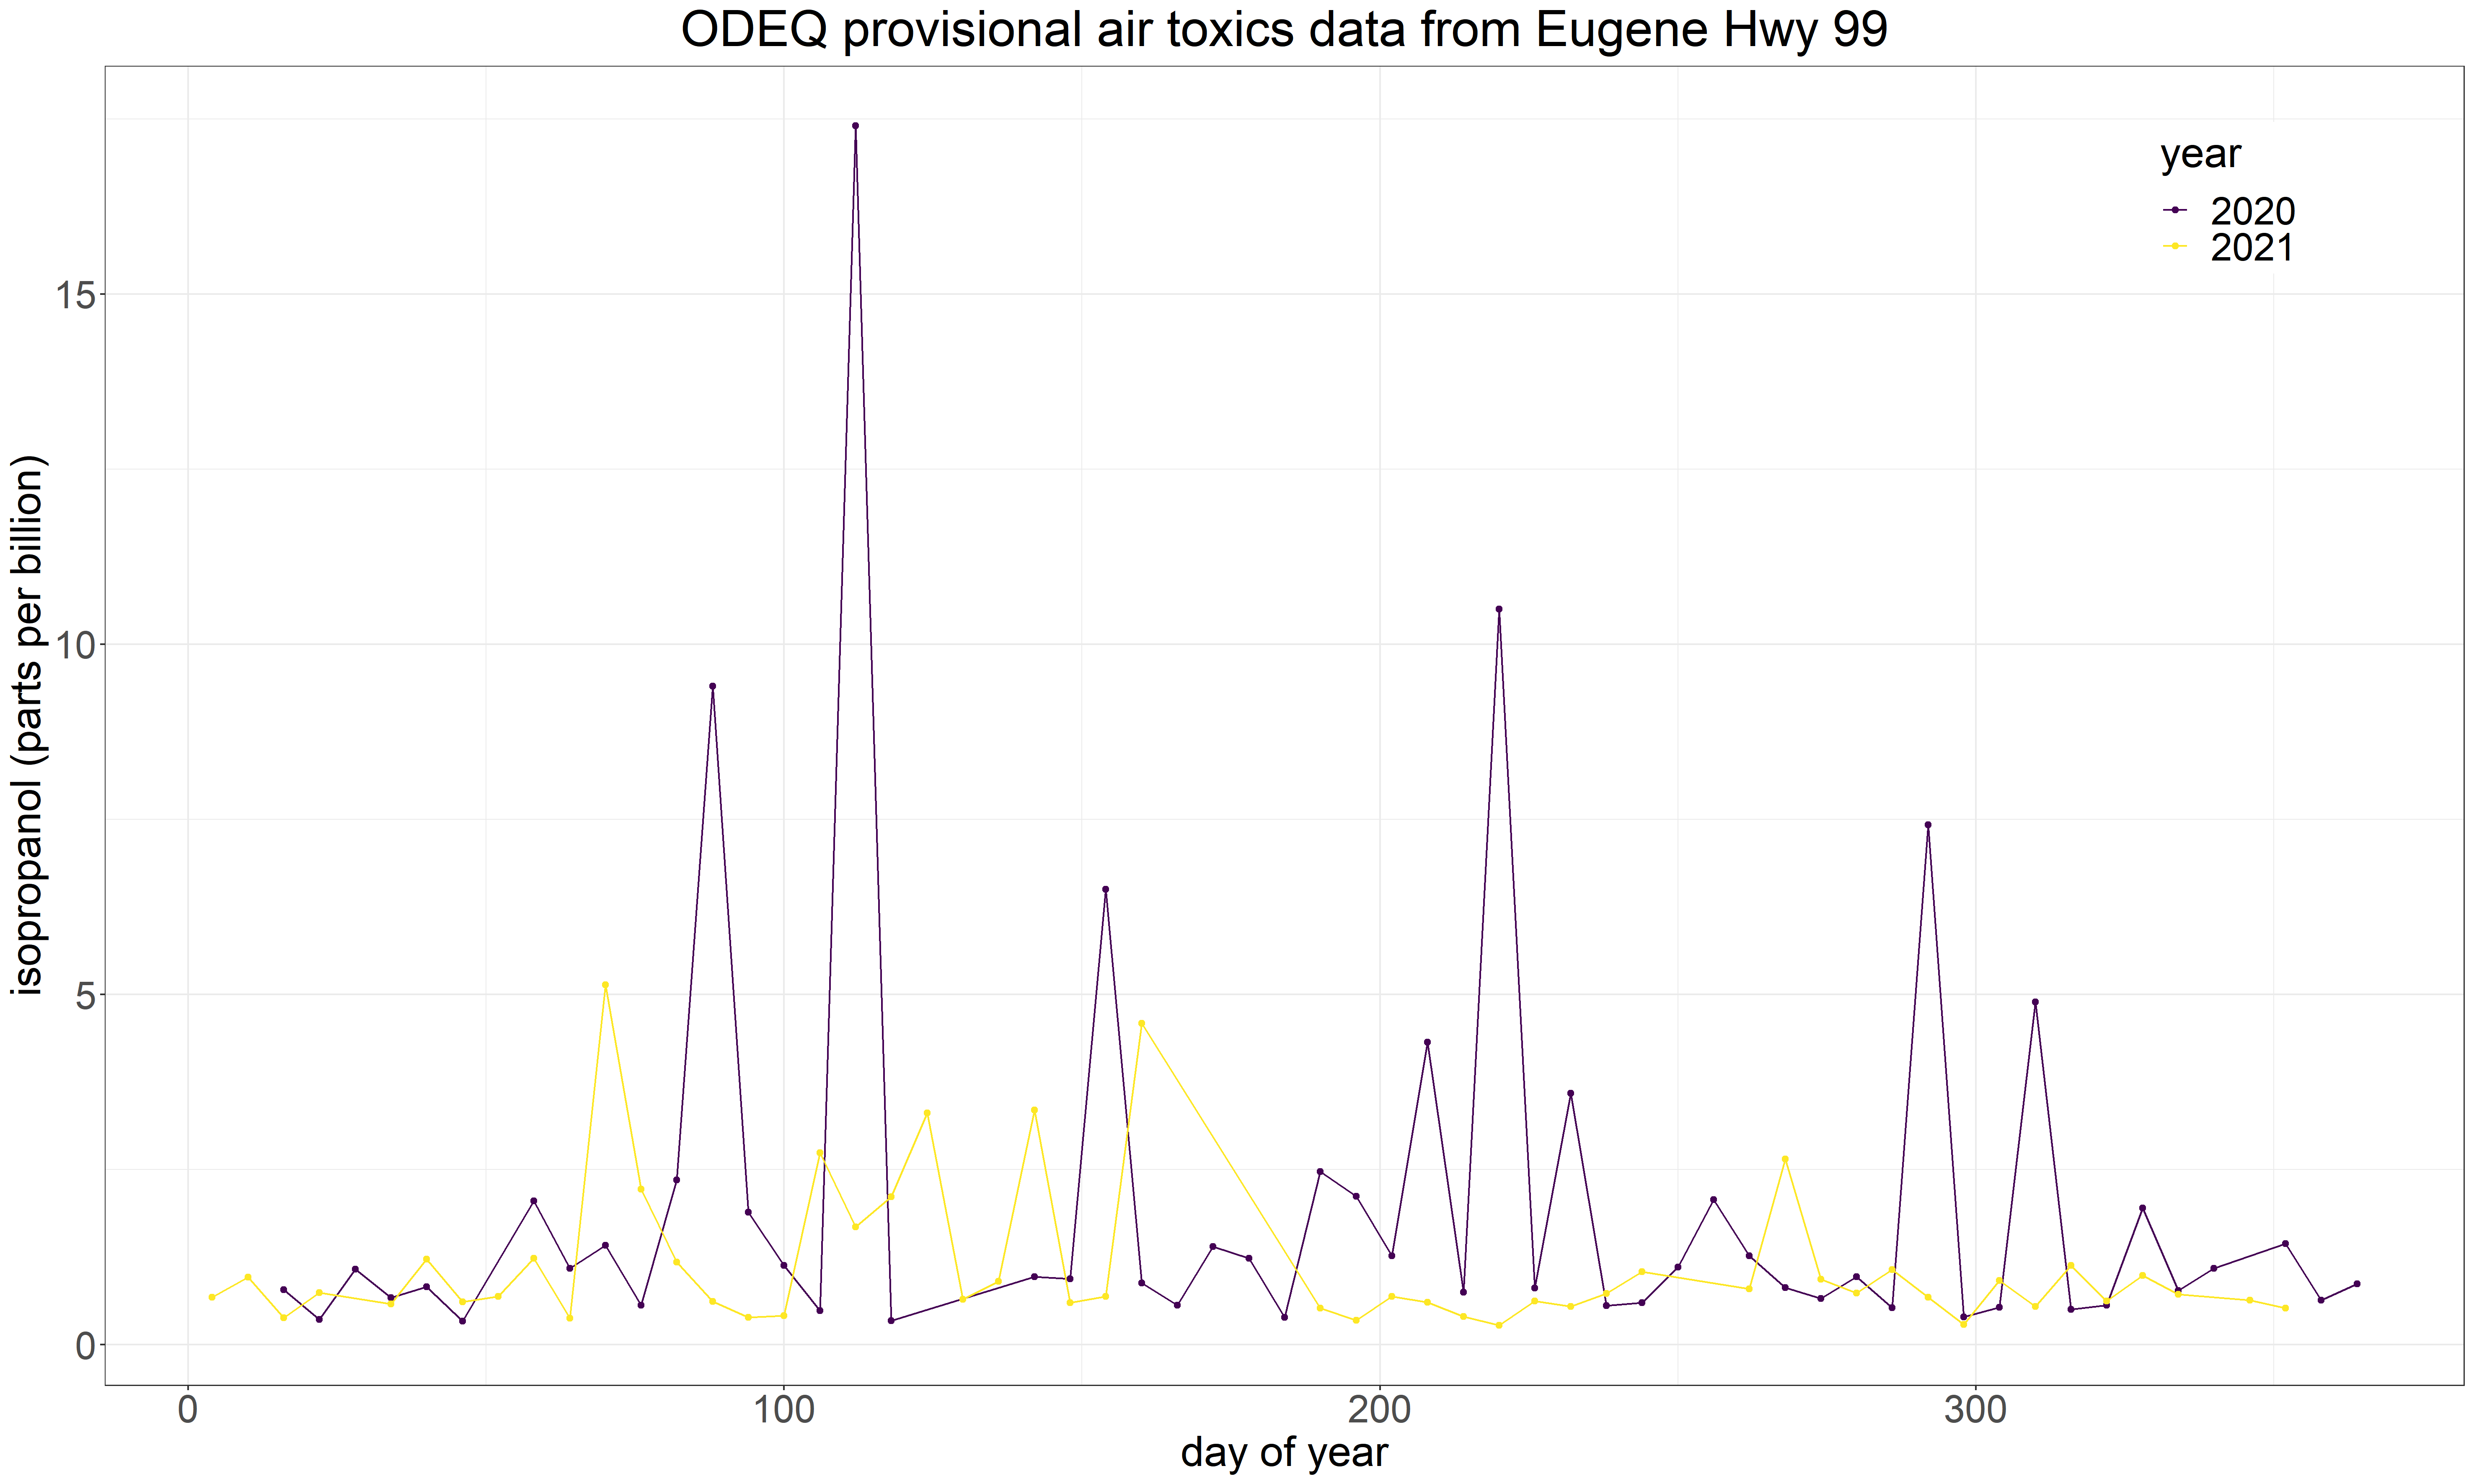 ODEQ provisional air toxics data from Eugene Hwy 99
year
2020
2021
15
10
5
0
isopropanol (parts per billion)
0 100 200 300
day of year